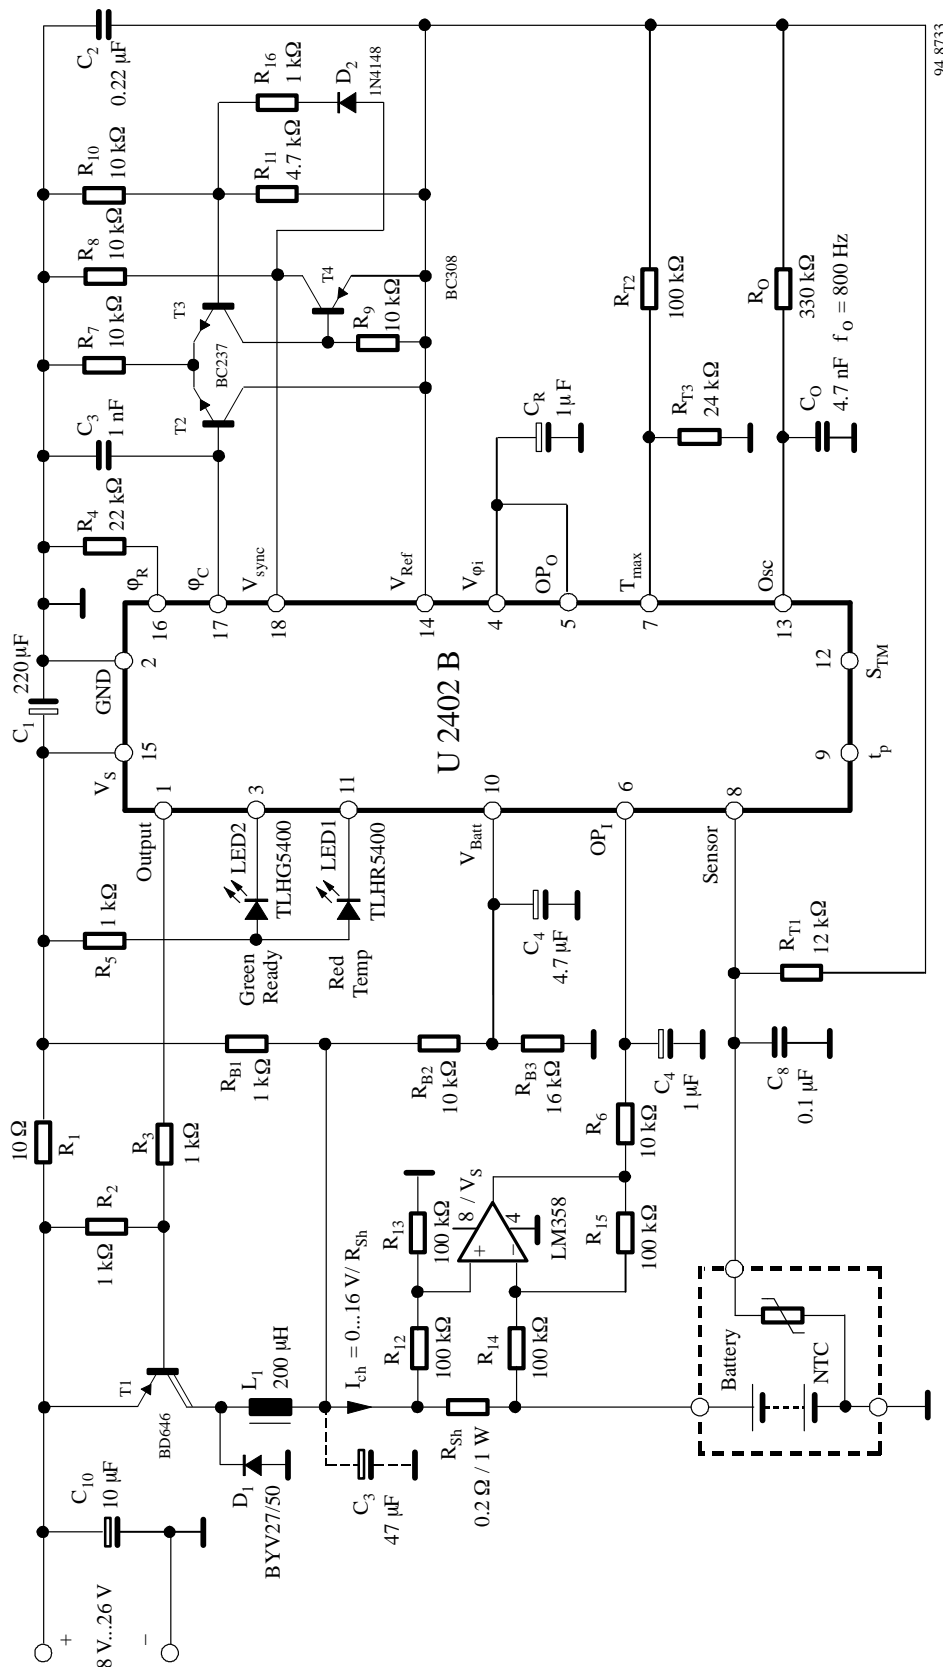 C2
0.22 µF
R10
10 kΩ
R16
1 kΩ
D2
1N4148
R11
4.7 kΩ
R8
10 kΩ
R7
10 kΩ
T3
T4
BC308
BC237
R9
10 kΩ
T2
C3
1 nF
R4
22 kΩ
CR
1µF
RT2
100 kΩ
RT3
24 kΩ
RO
330 kΩ
CO
4.7 nF fO = 800 Hz
94 8733
φR
φC
Vsync
VRef
Vφi
OPO
Tmax
Osc
16
17
18
14
4
5
7
13
220 µF
C1
2
GND
15
VS
U 2402 B
12
STM
9
tp
1
3
11
10
6
8
Output
LED2
TLHG5400
LED1
TLHR5400
VBatt
OPI
Sensor
R5
1 kΩ
Green
Ready
Red
Temp
C4
4.7 µF
RT1
12 kΩ
RB1
1 kΩ
RB2
10 kΩ
RB3
16 kΩ
C4
1 µF
C8
0.1 µF
10 Ω
R1
R3
1 kΩ
R2
1 kΩ
R6
10 kΩ
8 / VS
+
−
4
LM358
R13
100 kΩ
R15
100 kΩ
R12
100 kΩ
R14
100 kΩ
Ich = 0...16 V/ RSh
L1
200 µH
T1
BD646
RSh
0.2 Ω / 1 W
Battery
NTC
C10
10 µF
D1
BYV27/50
C3
47 µF
+
8 V...26 V
−